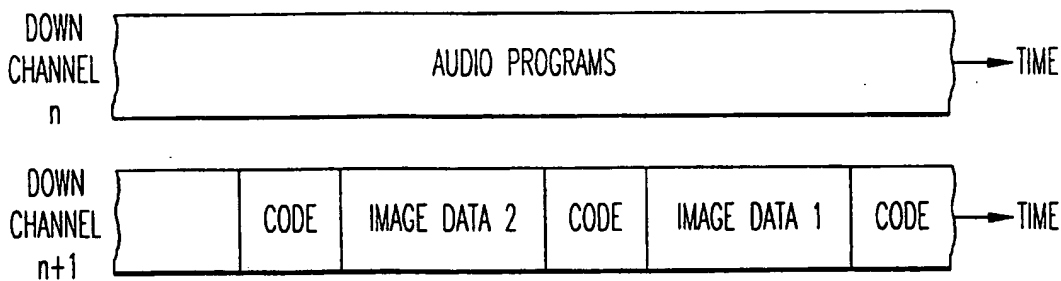 DOWN
CHANNEL
n
AUDIO PROGRAMS
TIME
DOWN
CHANNEL
n+1
CODE
IMAGE DATA 2
CODE
IMAGE DATA 1
CODE
TIME